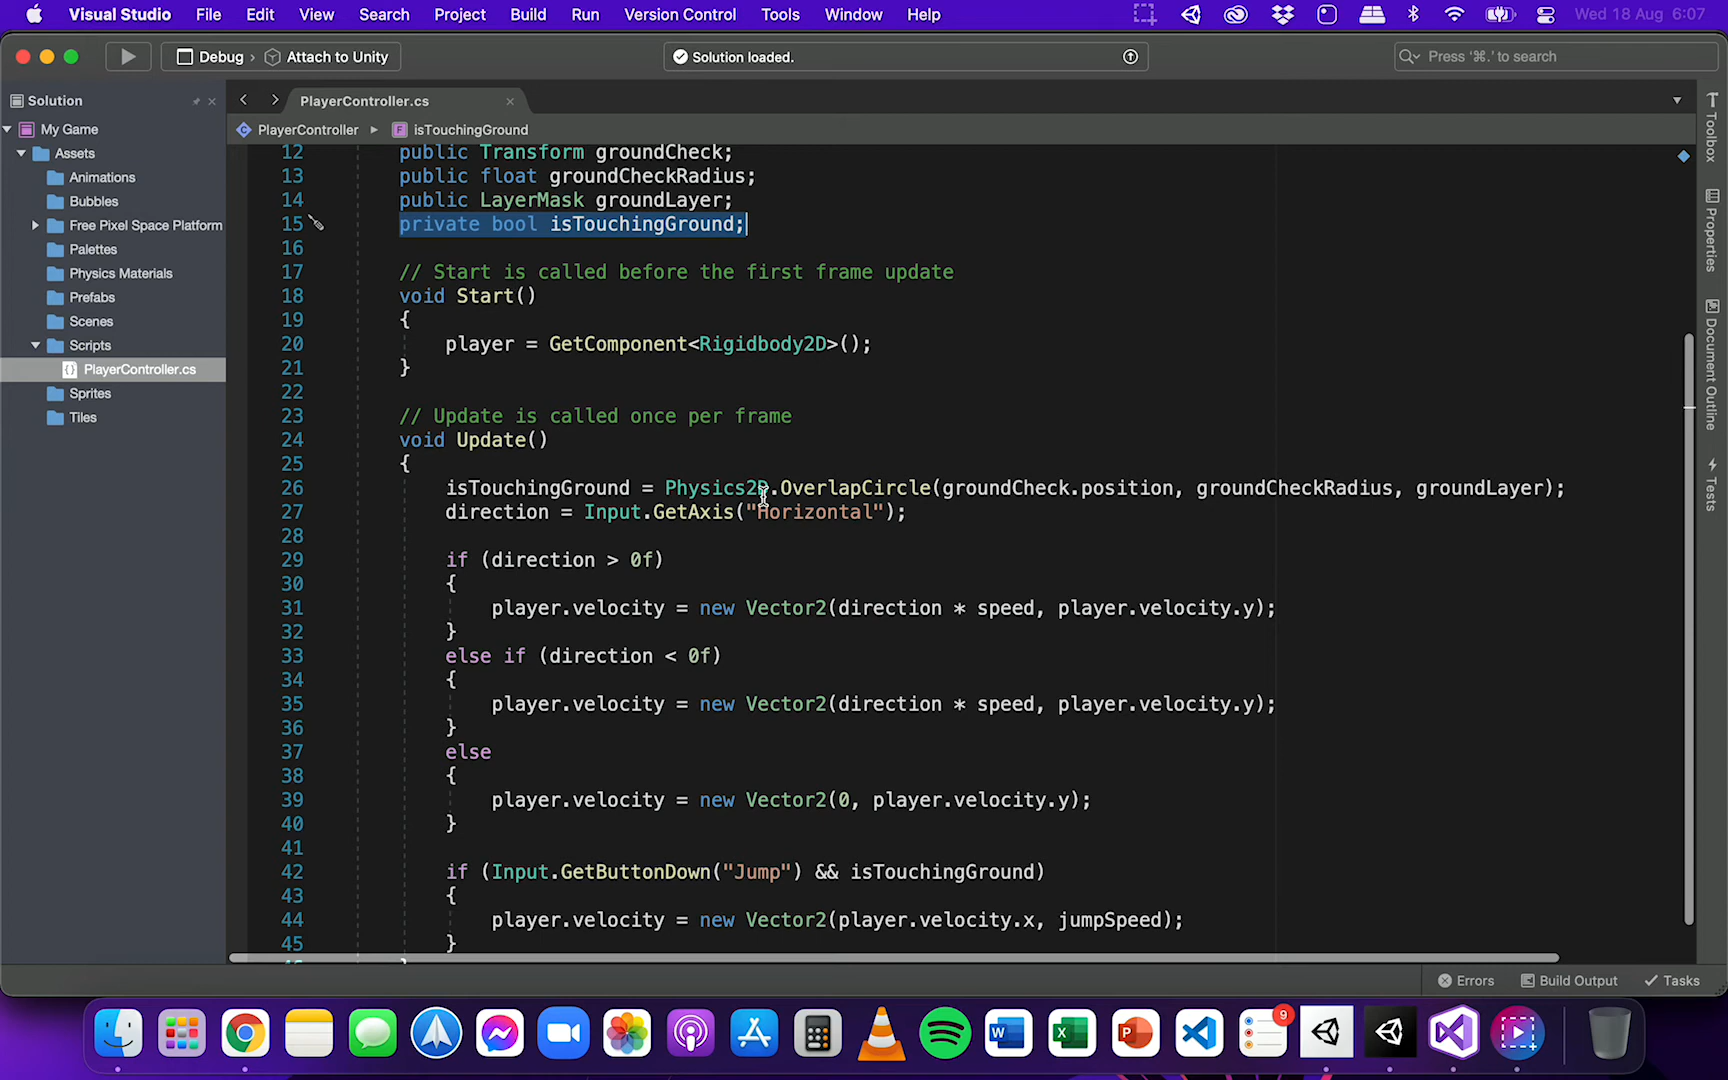 Visual Studio File Edit View Search Project Build Run Version Control Tools Window Help Wed 18 Aug 6:07
Debug › Attach to Unity
Solution loaded.
Press '⌘.' to search
Solution
My Game
Assets
Animations
Bubbles
Free Pixel Space Platform
Palettes
Physics Materials
Prefabs
Scenes
Scripts
PlayerController.cs
Sprites
Tiles
PlayerController.cs
PlayerController isTouchingGround
12 public Transform groundCheck;
13 public float groundCheckRadius;
14 public LayerMask groundLayer;
15 private bool isTouchingGround;
16
17 // Start is called before the first frame update
18 void Start()
19 {
20 player = GetComponent<Rigidbody2D>();
21 }
22
23 // Update is called once per frame
24 void Update()
25 {
26 isTouchingGround = Physics2D.OverlapCircle(groundCheck.position, groundCheckRadius, groundLayer);
27 direction = Input.GetAxis("Horizontal");
28
29 if (direction > 0f)
30 {
31 player.velocity = new Vector2(direction * speed, player.velocity.y);
32 }
33 else if (direction < 0f)
34 {
35 player.velocity = new Vector2(direction * speed, player.velocity.y);
36 }
37 else
38 {
39 player.velocity = new Vector2(0, player.velocity.y);
40 }
41
42 if (Input.GetButtonDown("Jump") && isTouchingGround)
43 {
44 player.velocity = new Vector2(player.velocity.x, jumpSpeed);
45 }
Toolbox
Properties
Document Outline
Tests
Errors Build Output Tasks
9